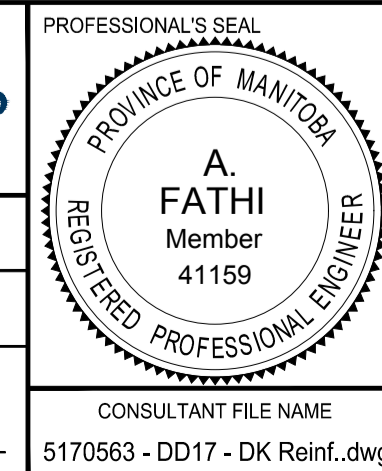 PROFESSIONAL'S SEAL
PROVINCE OF MANITOBA
A.
FATHI
Member
41159
REGISTERED PROFESSIONAL ENGINEER
CONSULTANT FILE NAME
5170563 - DD17 - DK Reinf..dwg